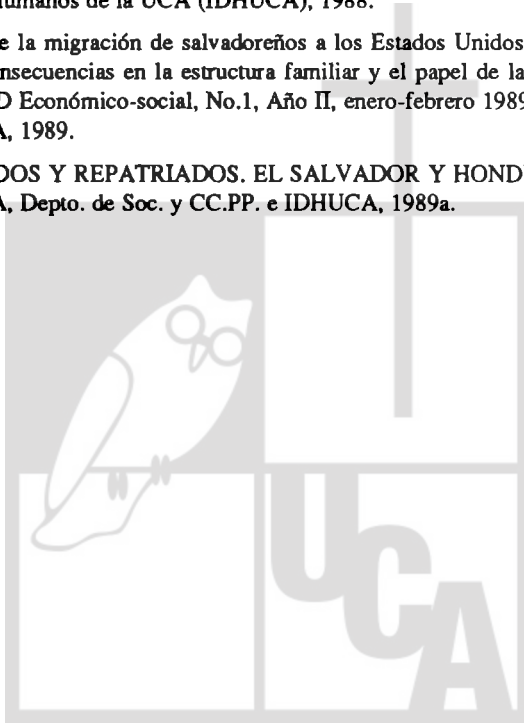 Humanos de la UCA (IDHUCA), 1988.
e la migración de salvadoreños a los Estados Unidos
nsecuencias en la estructura familiar y el papel de la
D Económico-social, No.1, Año II, enero-febrero 1989
A, 1989.
DOS Y REPATRIADOS. EL SALVADOR Y HOND
A, Depto. de Soc. y CC.PP. e IDHUCA, 1989a.
UCA